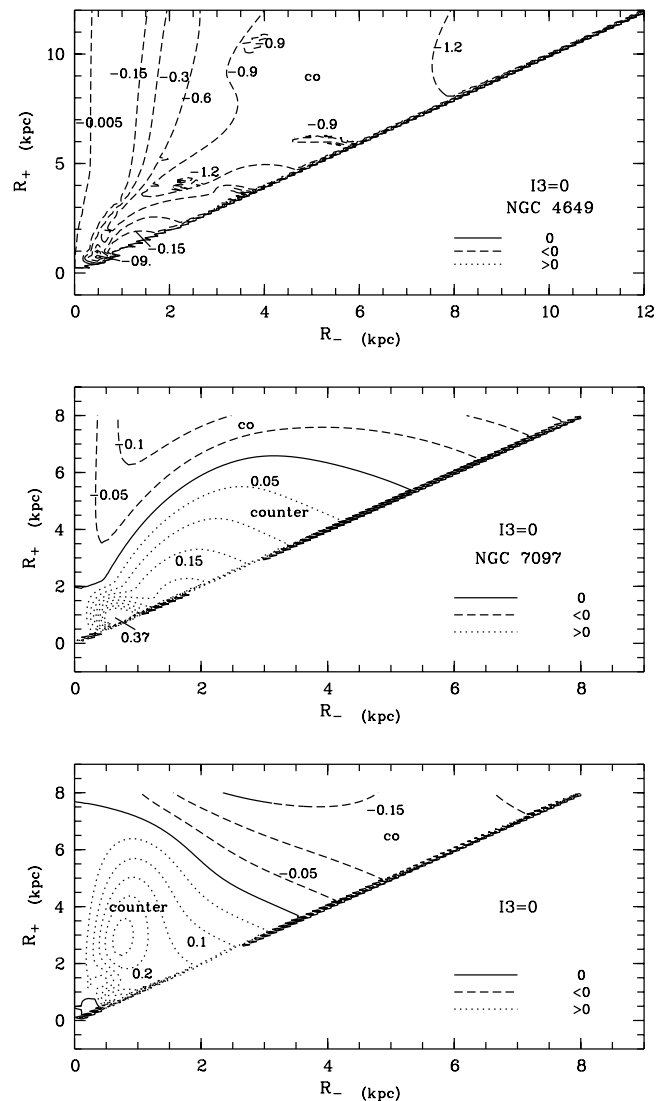 10
5
0
R+ (kpc)
−0.15
−0.3
−0.9
−0.9
−0.6
co
−1.2
−0.005
−0.9
−1.2
−0.15
−09.
I3=0
NGC 4649
0
<0
>0
0 2 4 6 8 10 12
R− (kpc)
8
6
4
2
0
R+ (kpc)
−0.1
co
−0.05
0.05
counter
0.15
0.37
I3=0
NGC 7097
0
<0
>0
0 2 4 6 8
R− (kpc)
8
6
4
2
0
R+ (kpc)
−0.15
co
−0.05
counter
0.1
0.2
I3=0
0
<0
>0
0 2 4 6 8
R− (kpc)